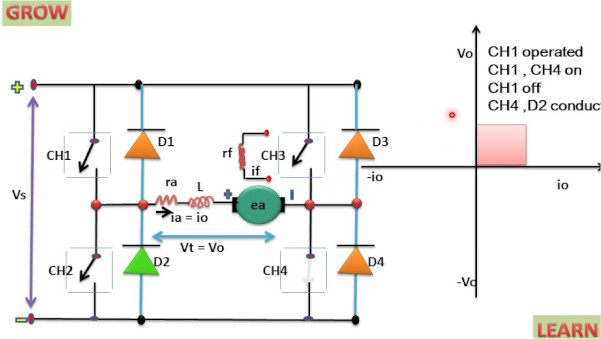 GROW
+
Vs
CH1
D1
rf
if
CH3
D3
ra
L
+
ea
ia = io
Vt = Vo
CH2
D2
CH4
D4
Vo
CH1 operated
CH1 , CH4 on
CH1 off
CH4 ,D2 conduct
-io
io
-Vo
LEARN